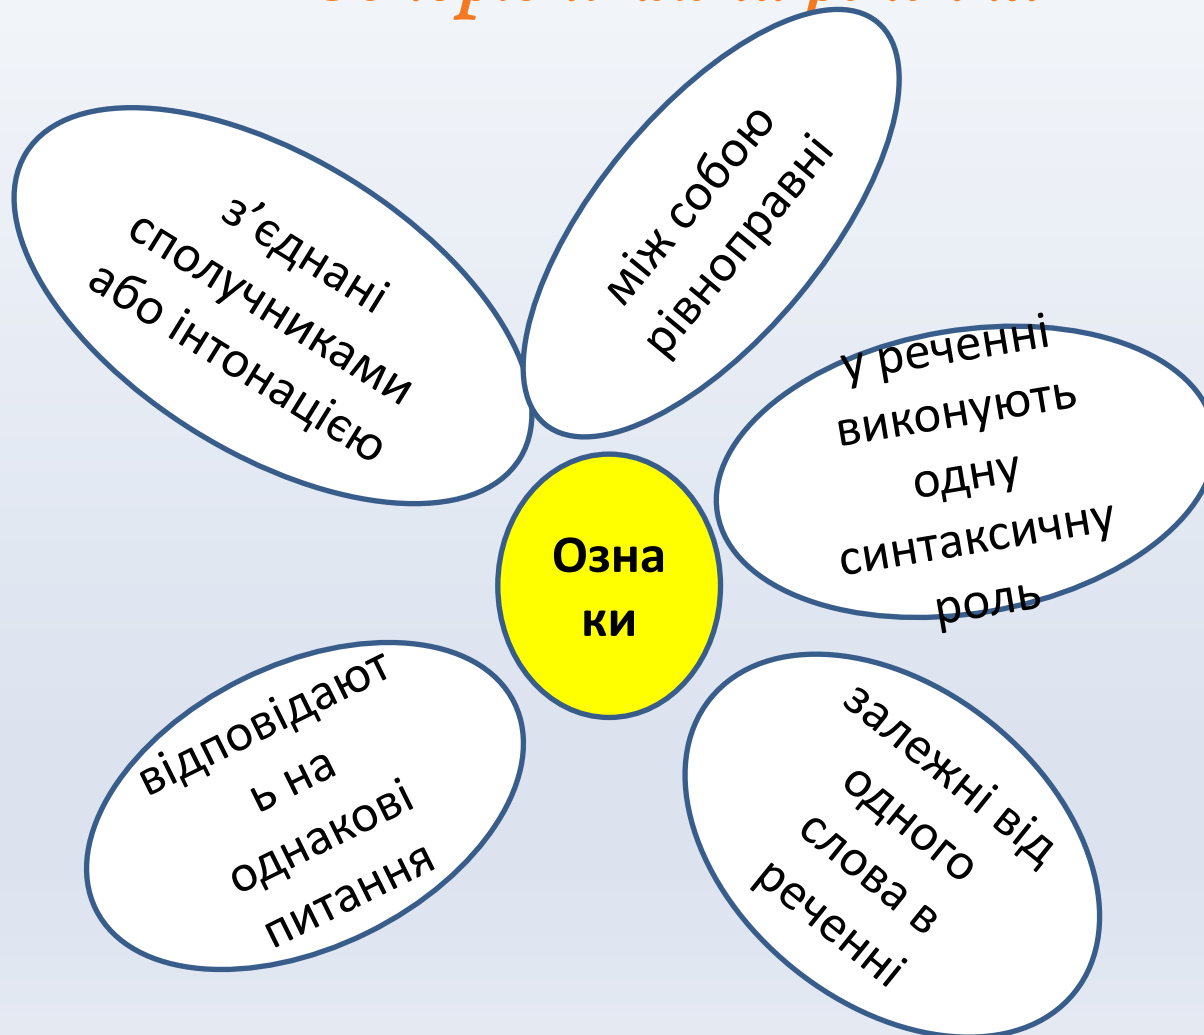 з’єднані
сполучниками
або інтонацією
між собою
рівноправні
у реченні
виконують
одну
синтаксичну
роль
Озна
ки
відповідают
ь на
однакові
питання
залежні від
одного
слова в
реченні